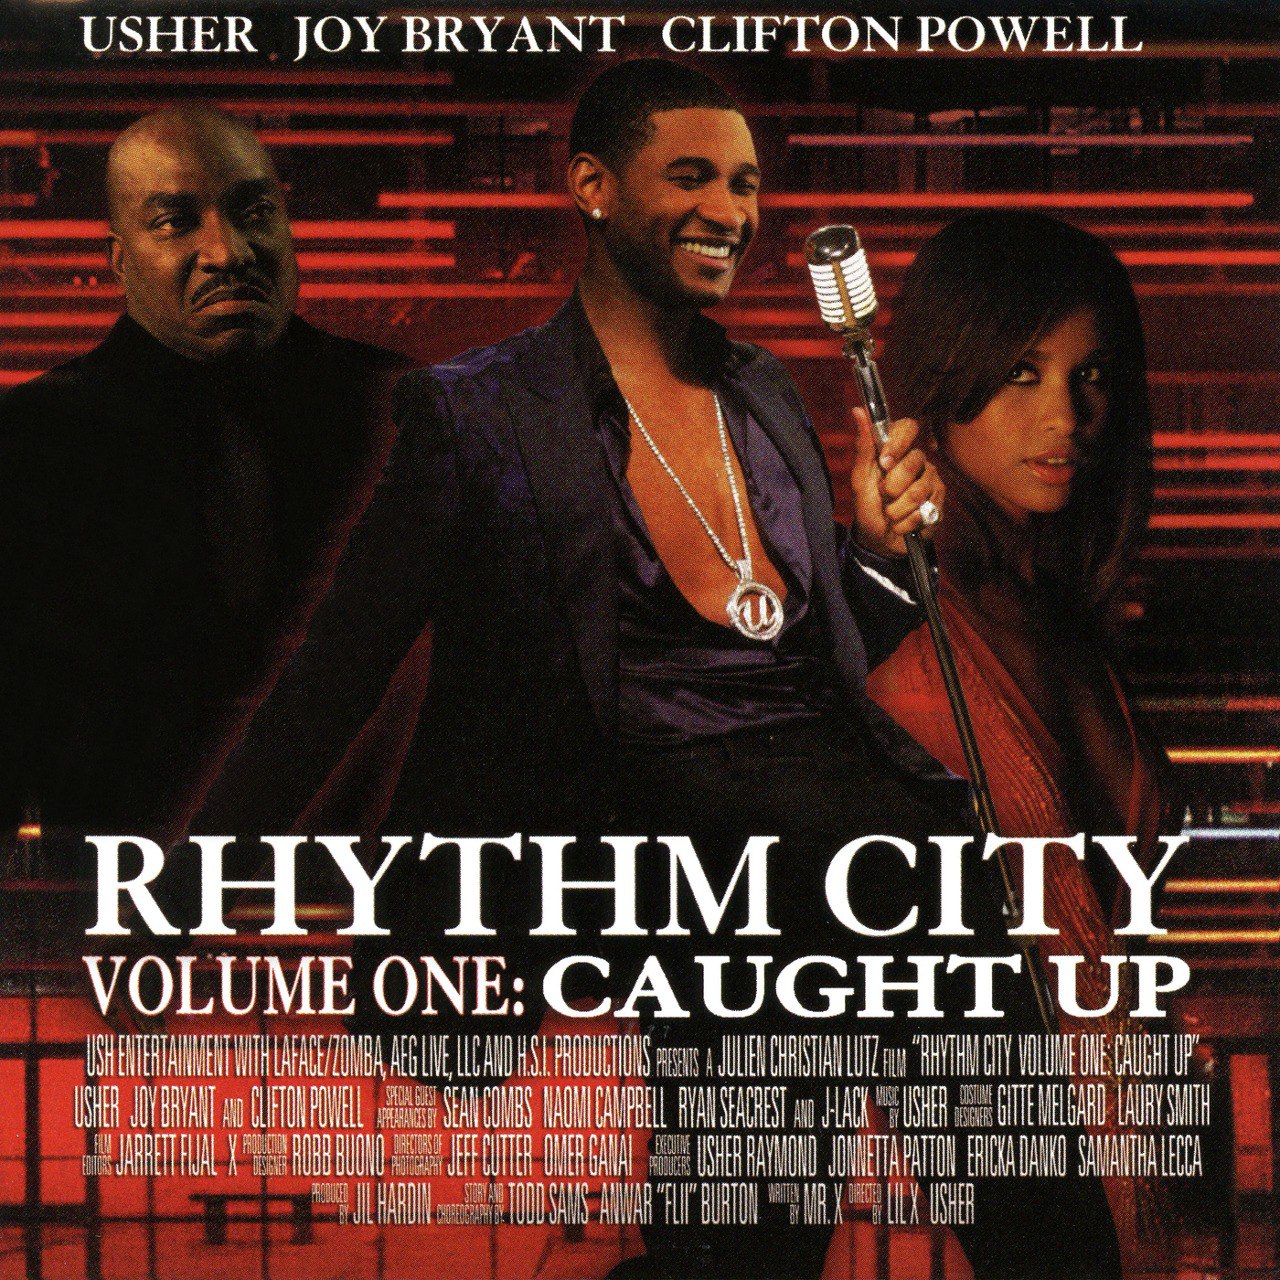 USHER JOY BRYANT CLIFTON POWELL
u
RHYTHM CITY
VOLUME ONE: CAUGHT UP
USH ENTERTAINMENT WITH LAFACE/ZOMBA, AEG LIVE, LLC AND H.S.I. PRODUCTIONS PRESENTS A JULIEN CHRISTIAN LUTZ FILM "RHYTHM CITY VOLUME ONE: CAUGHT UP"
USHER JOY BRYANT AND CLIFTON POWELL SPECIAL GUEST APPEARANCES BY SEAN COMBS NAOMI CAMPBELL RYAN SEACREST AND J-LACK MUSIC BY USHER COSTUME DESIGNERS GITTE MELGARD LAURY SMITH
FILM EDITORS JARRETT FIJAL X PRODUCTION DESIGNER ROBB BUONO DIRECTORS OF PHOTOGRAPHY JEFF CUTTER OMER GANAI EXECUTIVE PRODUCERS USHER RAYMOND JONNETTA PATTON ERICKA DANKO SAMANTHA LECCA
PRODUCED BY JIL HARDIN STORY AND CHOREOGRAPHY BY TODD SAMS ANWAR "FLII" BURTON WRITTEN BY MR. X DIRECTED BY LIL X USHER